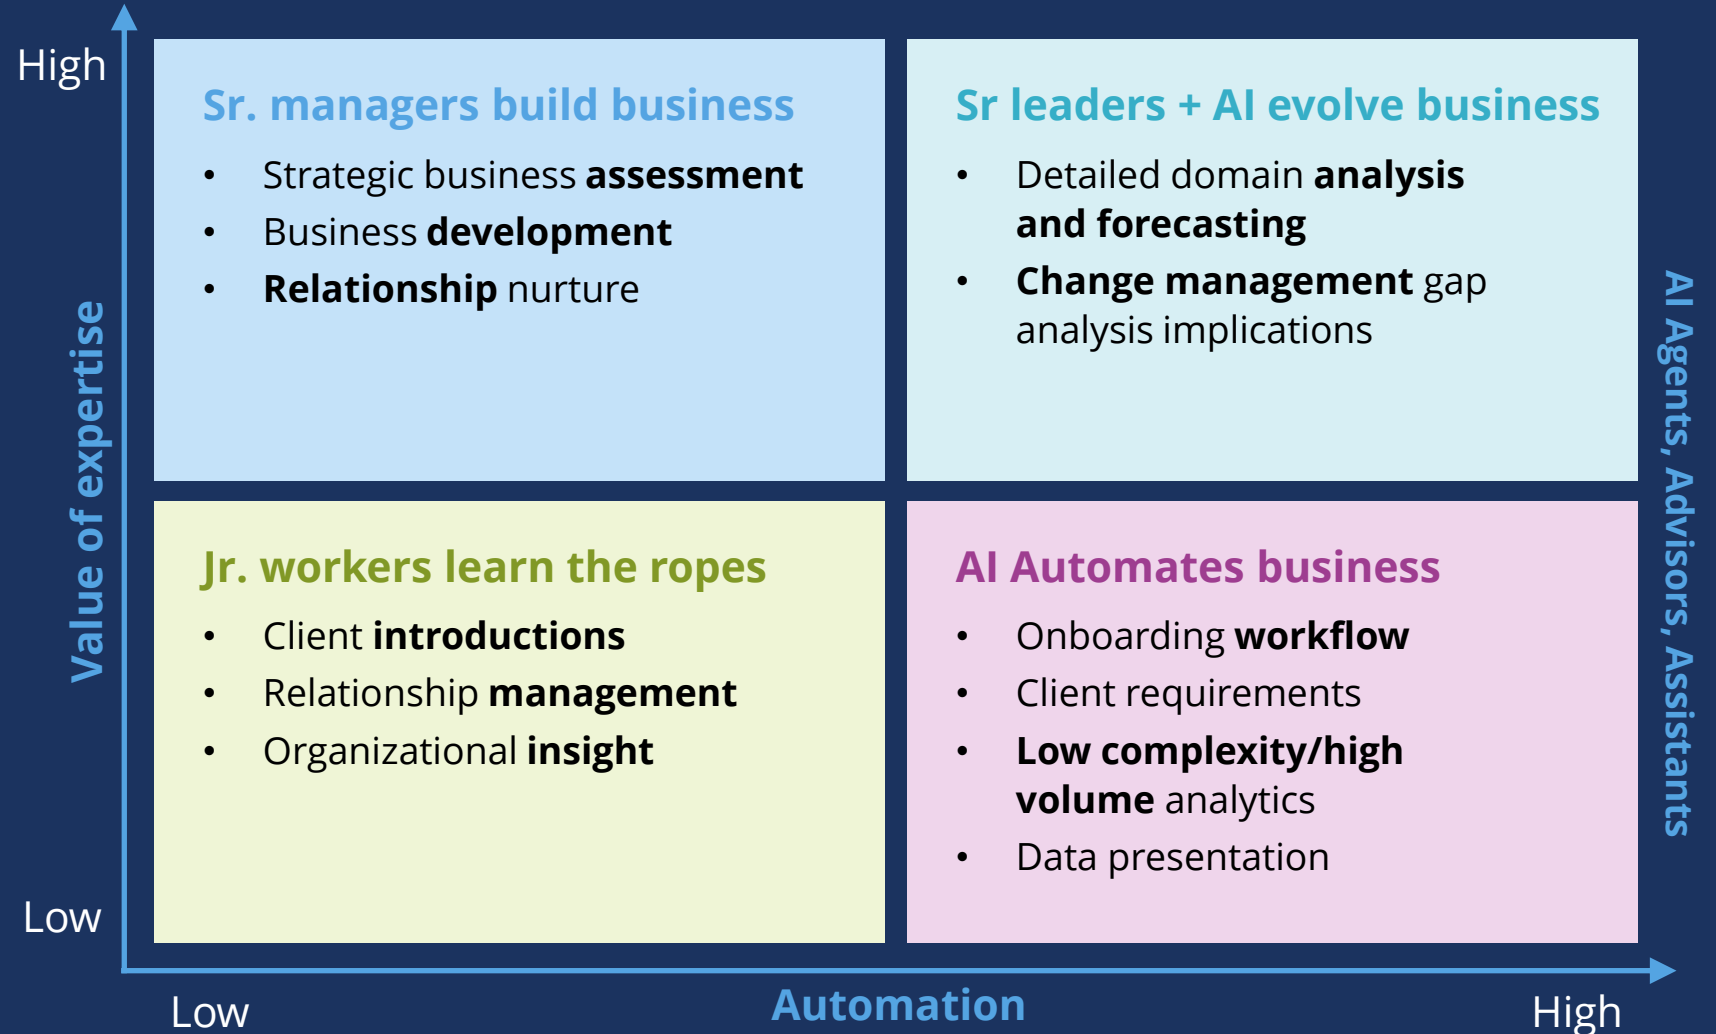 High
Sr. managers build business
• Strategic business assessment
• Business development
• Relationship nurture
Sr leaders + AI evolve business
• Detailed domain analysis
and forecasting
• Change management gap
analysis implications
Value of expertise
AI Agents, Advisors, Assistants
Jr. workers learn the ropes
• Client introductions
• Relationship management
• Organizational insight
AI Automates business
• Onboarding workflow
• Client requirements
• Low complexity/high
volume analytics
• Data presentation
Low
Low
Automation
High